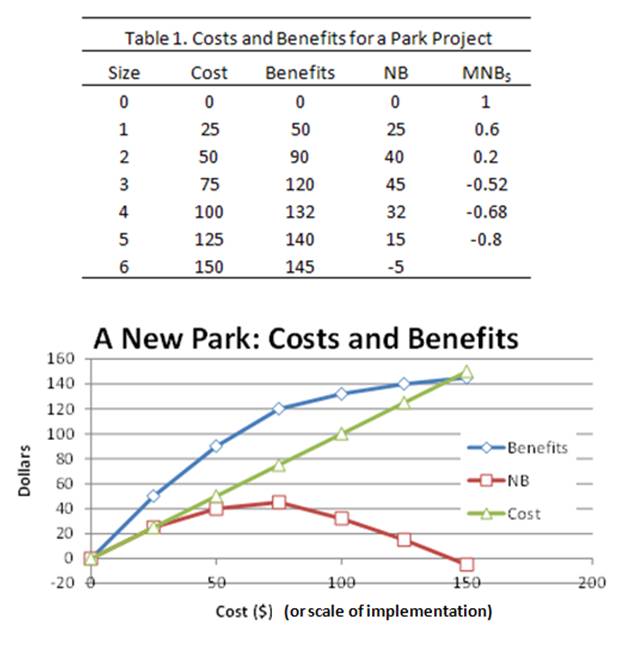 Table 1. Costs and Benefits for a Park Project
Size Cost Benefits NB MNB$
0 0 0 0 1
1 25 50 25 0.6
2 50 90 40 0.2
3 75 120 45 -0.52
4 100 132 32 -0.68
5 125 140 15 -0.8
6 150 145 -5
A New Park: Costs and Benefits
160
140
120
100
80
60
40
20
0
-20
Dollars
Benefits
NB
Cost
0 50 100 150 200
Cost ($) (or scale of implementation)